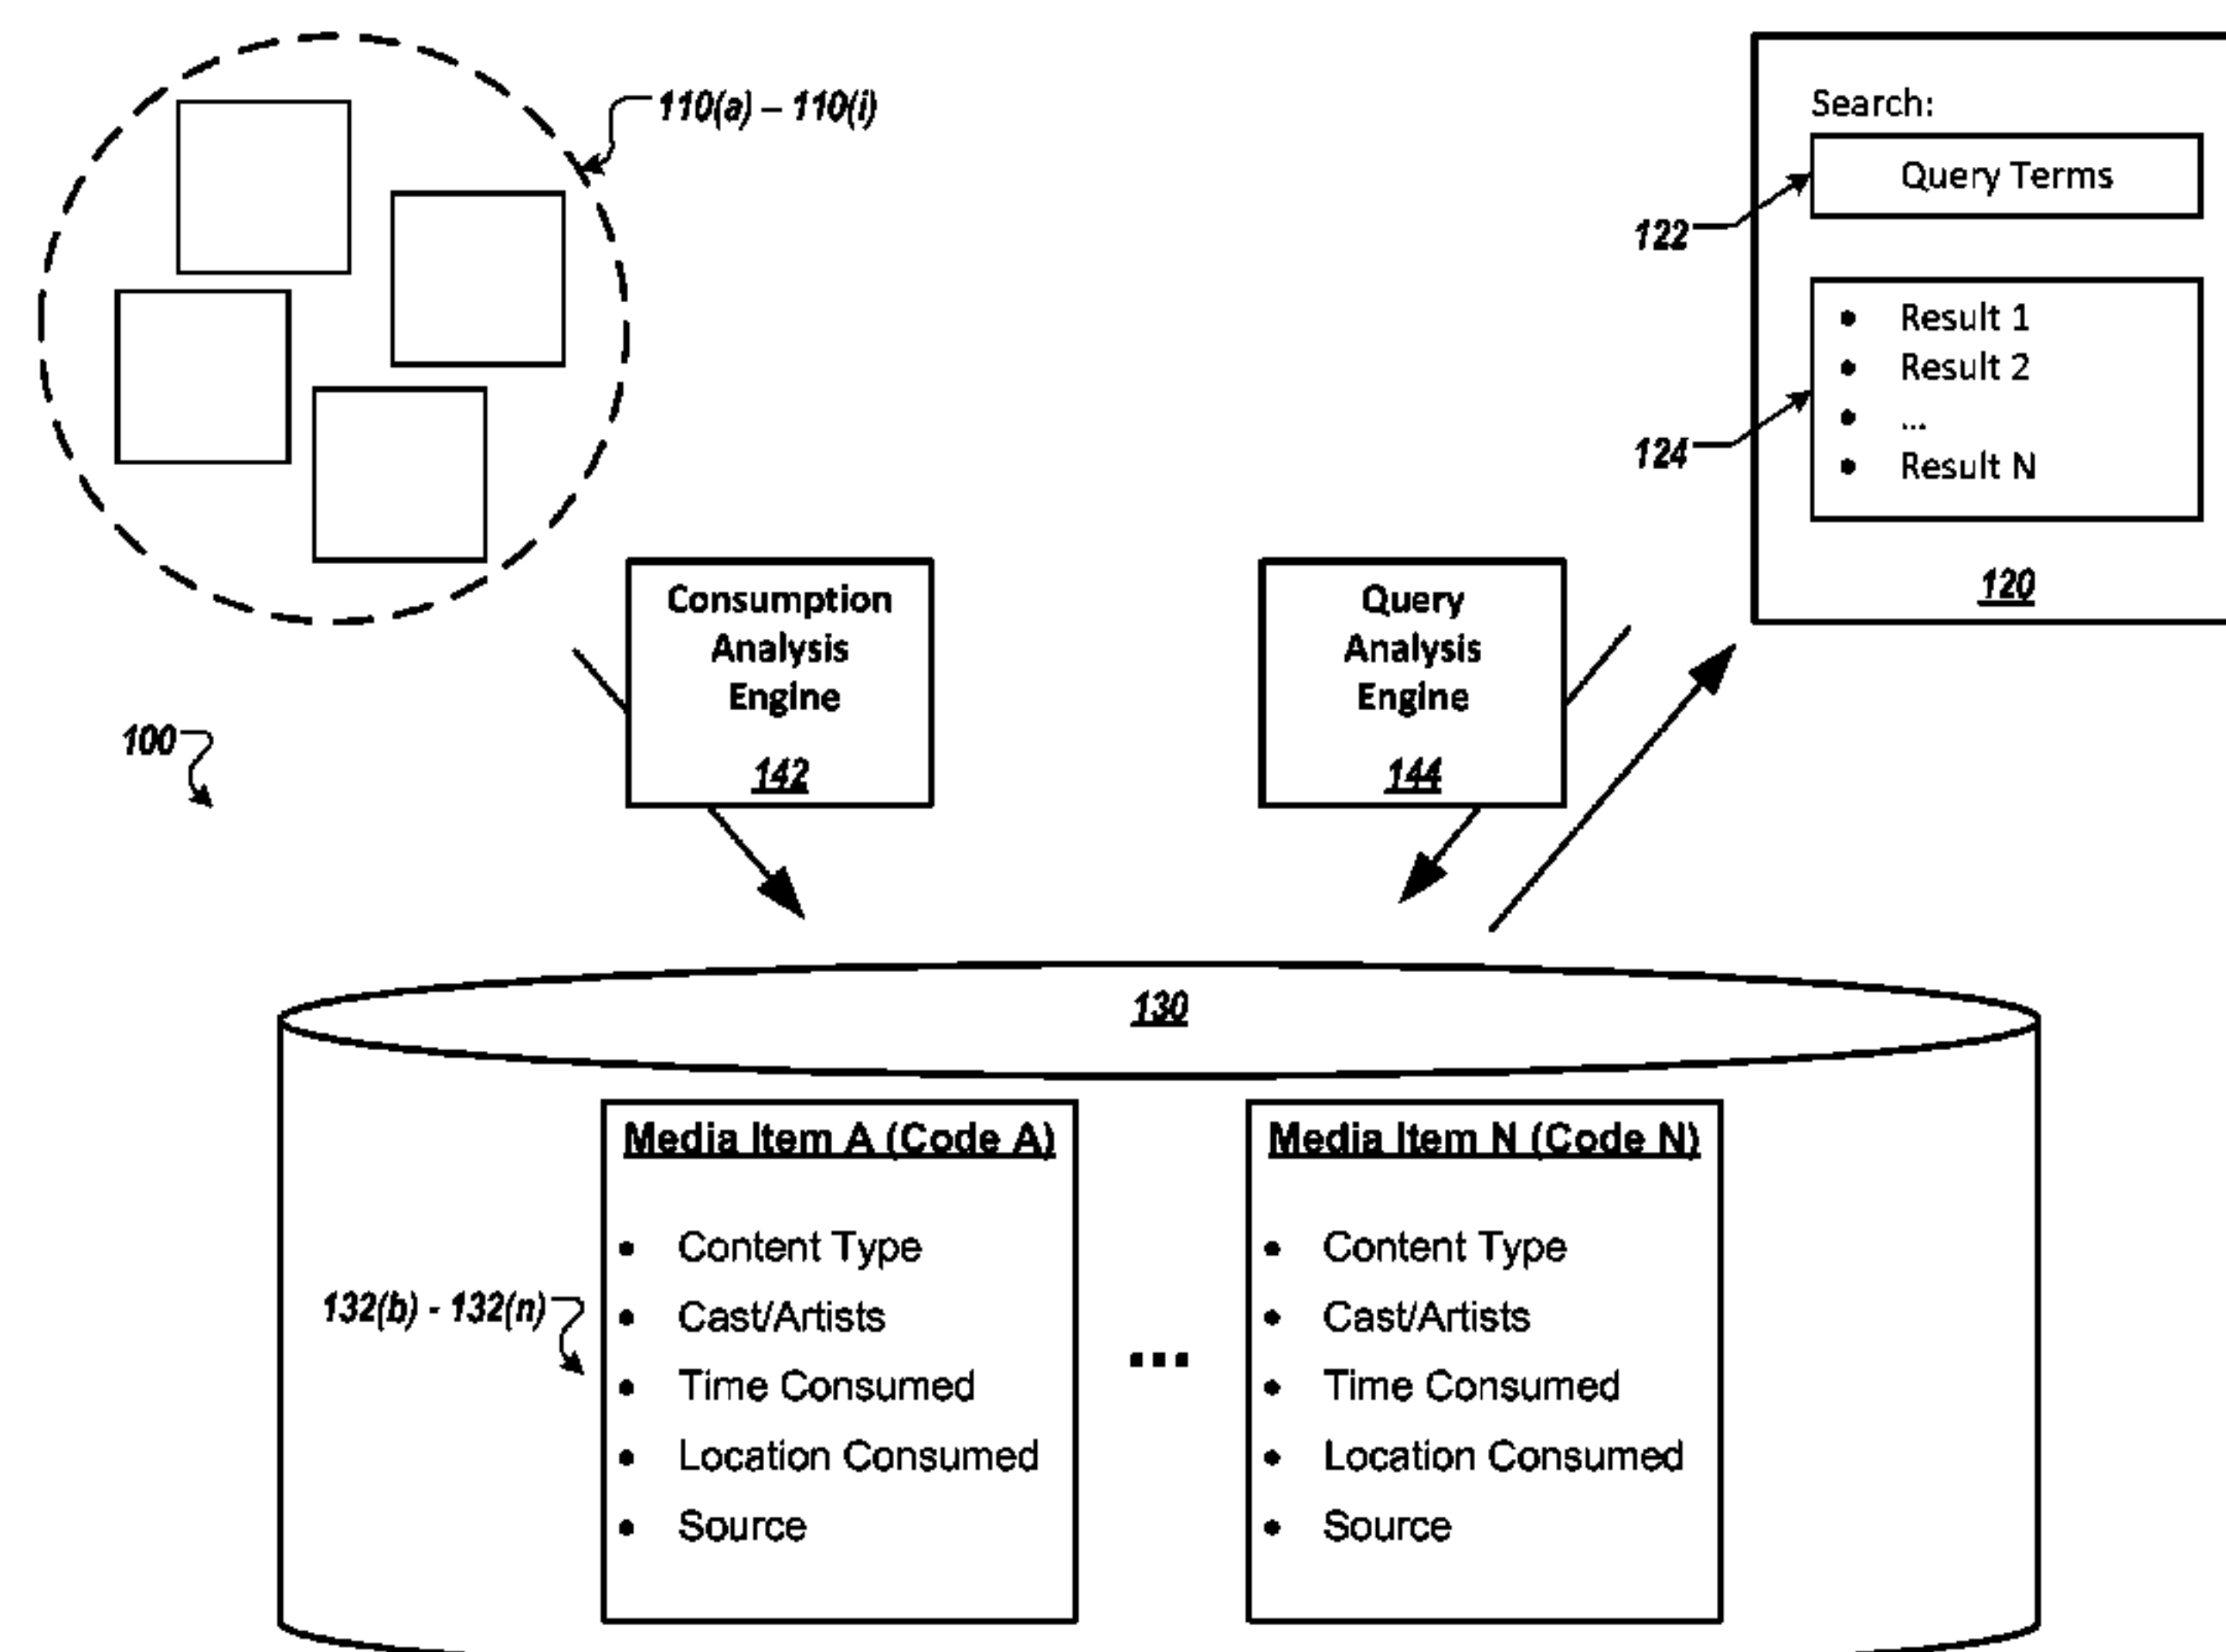 110(a) – 110(i)
Search:
Query Terms
122
• Result 1
• Result 2
• ...
• Result N
124
120
Consumption
Analysis
Engine
142
Query
Analysis
Engine
144
100
130
Media Item A (Code A)
• Content Type
• Cast/Artists
• Time Consumed
• Location Consumed
• Source
132(b) - 132(n)
...
Media Item N (Code N)
• Content Type
• Cast/Artists
• Time Consumed
• Location Consumed
• Source